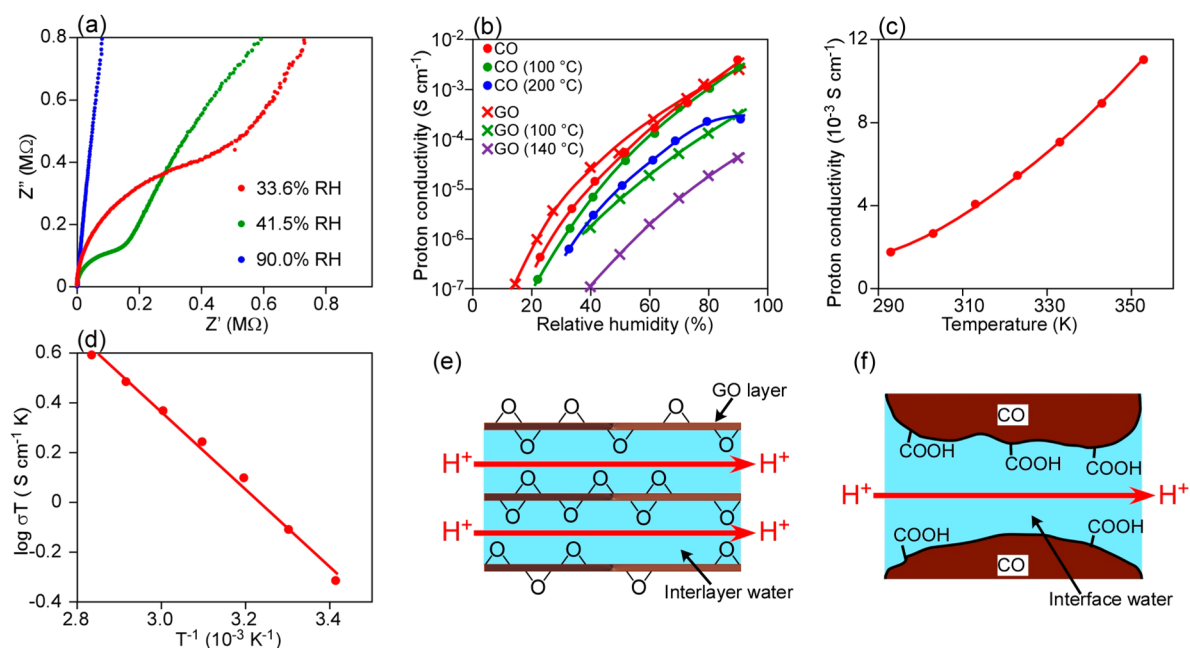 (a)
0.8
0.6
0.4
0.2
0
Z'' (MΩ)
33.6% RH
41.5% RH
90.0% RH
0 0.2 0.4 0.6 0.8
Z' (MΩ)
(b)
10-2
10-3
10-4
10-5
10-6
10-7
Proton conductivity (S cm-1)
CO
CO (100 °C)
CO (200 °C)
GO
GO (100 °C)
GO (140 °C)
0 20 40 60 80 100
Relative humidity (%)
(c)
12
8
4
0
Proton conductivity (10-3 S cm-1)
293 310 330 350
Temperature (K)
(d)
0.6
0.4
0.2
0
-0.2
-0.4
log σT ( S cm-1 K)
2.8 3.0 3.2 3.4
T-1 (10-3 K-1)
(e)
GO layer
O O O
O O
H+ H+
O O O
O O O O
H+ H+
O O O
O O
Interlayer water
(f)
CO
COOH COOH COOH
H+ H+
COOH COOH
CO
Interface water